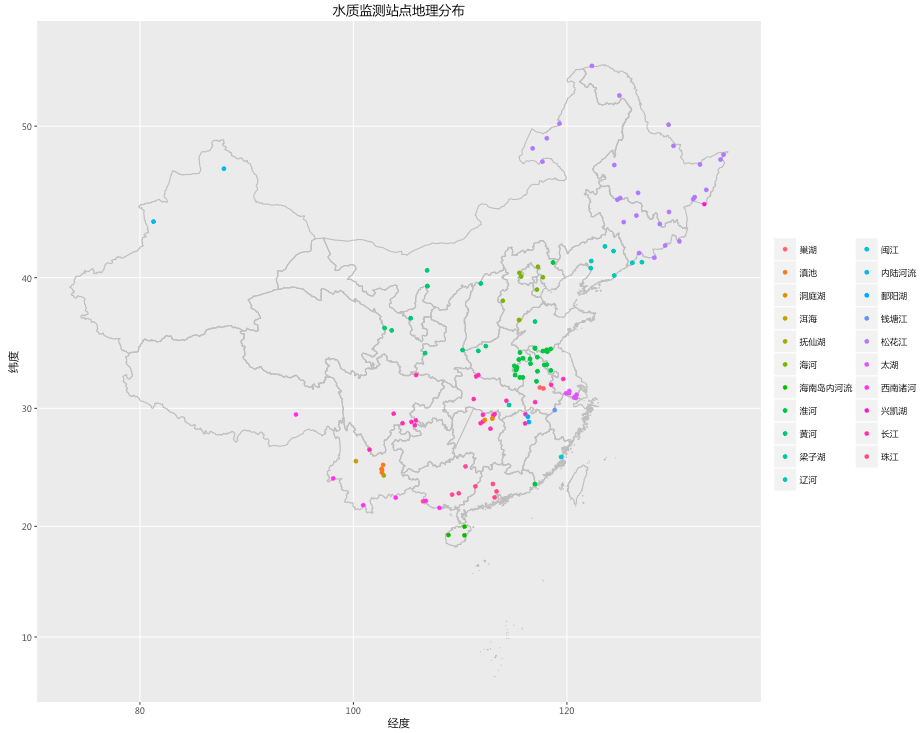 水质监测站点地理分布
纬度
50
40
30
20
10
80
100
120
经度
巢湖
滇池
洞庭湖
洱海
抚仙湖
海河
海南岛内河流
淮河
黄河
梁子湖
辽河
闽江
内陆河流
鄱阳湖
钱塘江
松花江
太湖
西南诸河
兴凯湖
长江
珠江